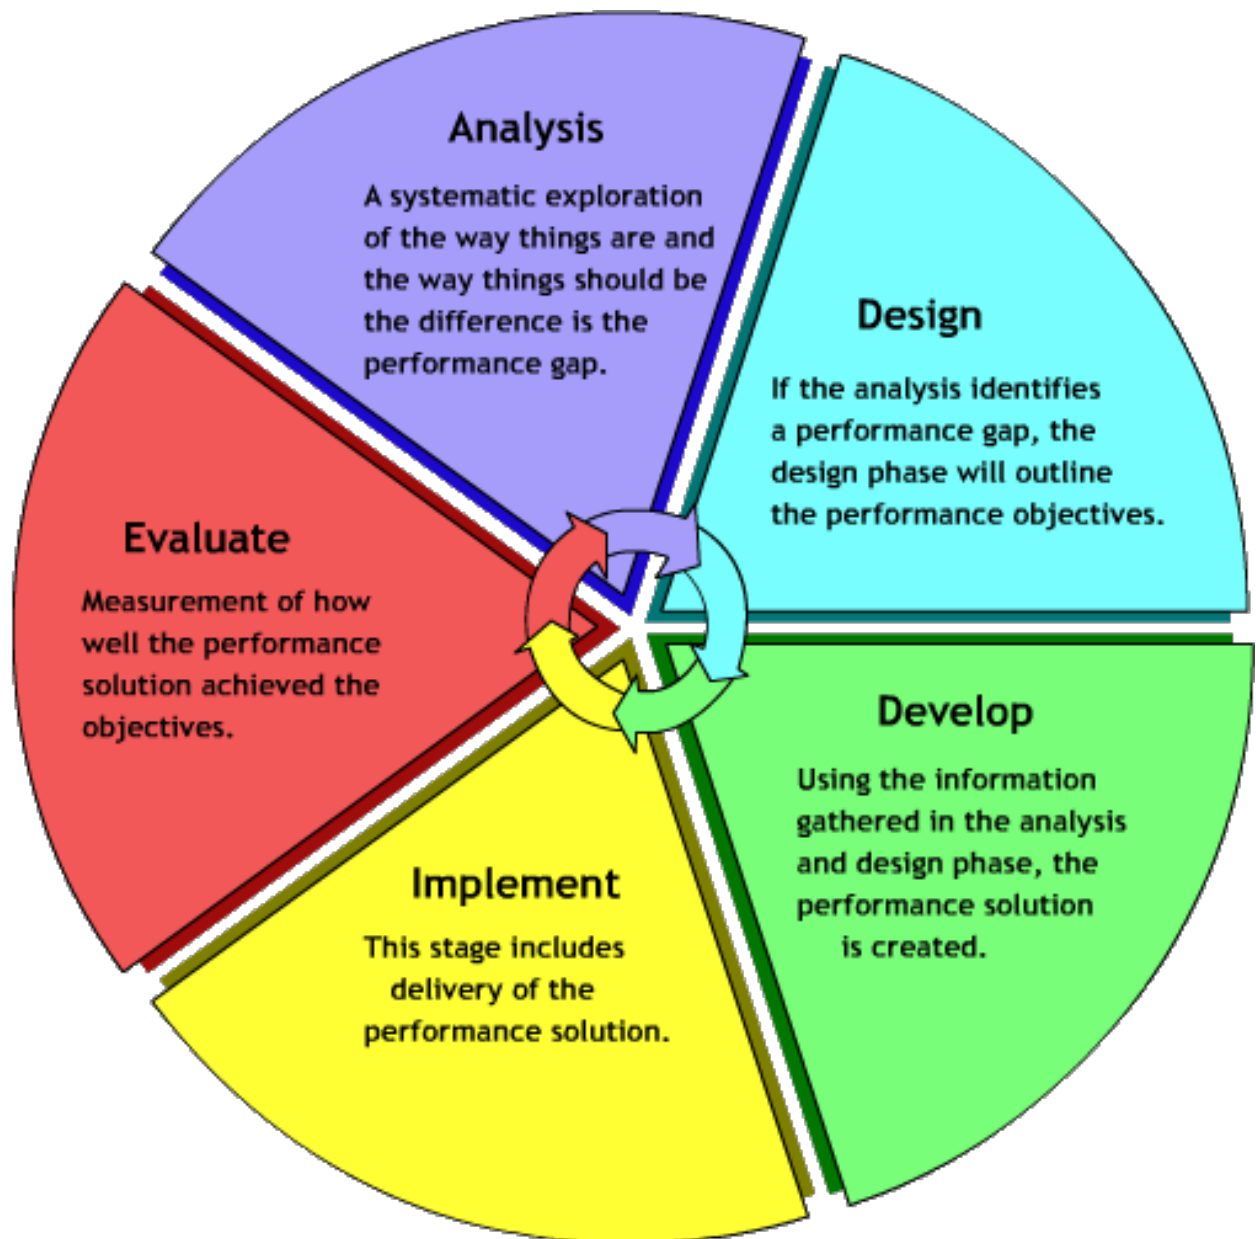 Analysis
A systematic exploration
of the way things are and
the way things should be
the difference is the
performance gap.
Design
If the analysis identifies
a performance gap, the
design phase will outline
the performance objectives.
Develop
Using the information
gathered in the analysis
and design phase, the
performance solution
is created.
Implement
This stage includes
delivery of the
performance solution.
Evaluate
Measurement of how
well the performance
solution achieved the
objectives.